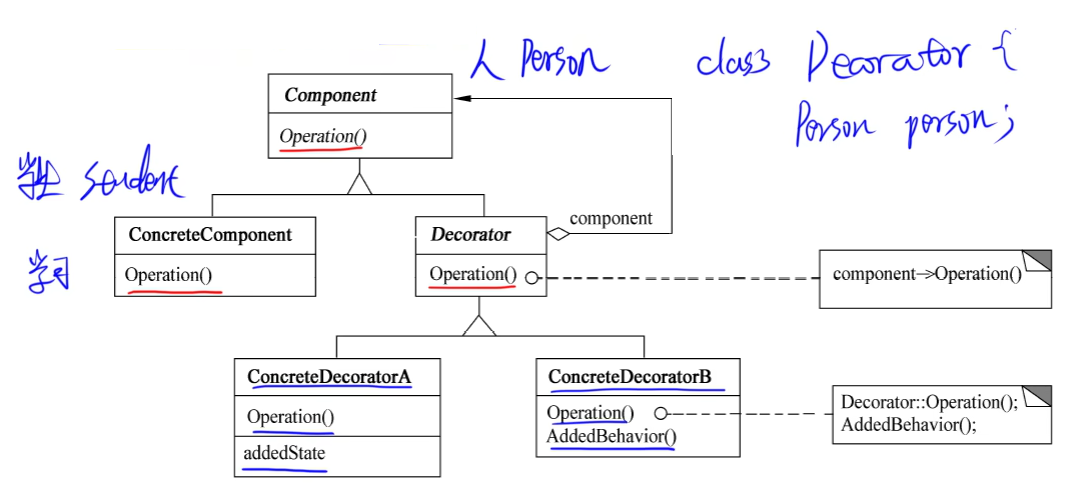 人 Person
class Decorator {
Person person;
Component
Operation()
学生 Student
component
ConcreteComponent
Operation()
学习
Decorator
Operation()
component->Operation()
ConcreteDecoratorA
Operation()
addedState
ConcreteDecoratorB
Operation()
AddedBehavior()
Decorator::Operation();
AddedBehavior();